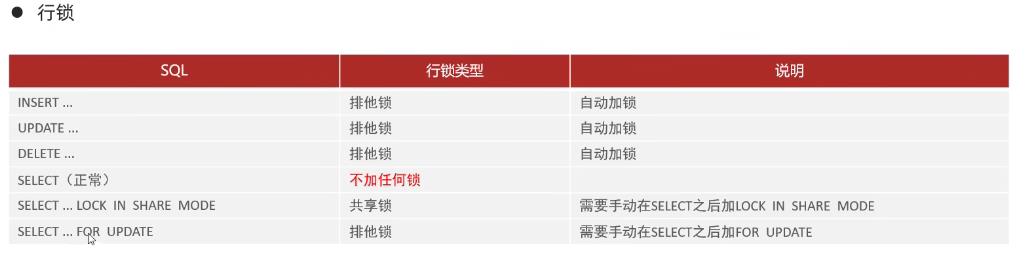 ● 行锁
SQL 行锁类型 说明
INSERT ... 排他锁 自动加锁
UPDATE ... 排他锁 自动加锁
DELETE ... 排他锁 自动加锁
SELECT（正常） 不加任何锁
SELECT ... LOCK IN SHARE MODE 共享锁 需要手动在SELECT之后加LOCK IN SHARE MODE
SELECT ... FOR UPDATE 排他锁 需要手动在SELECT之后加FOR UPDATE